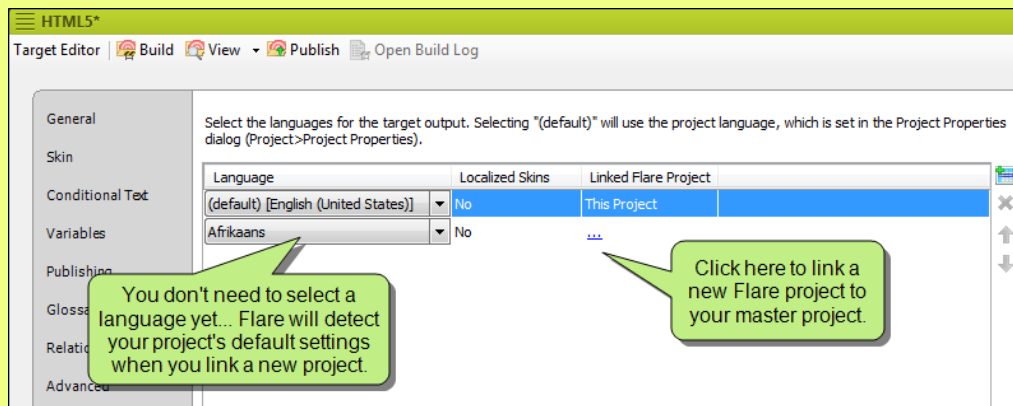 HTML5*
Target Editor Build View Publish Open Build Log
General
Skin
Conditional Text
Variables
Publishing
Advanced
Select the languages for the target output. Selecting "(default)" will use the project language, which is set in the Project Properties
dialog (Project>Project Properties).
Language Localized Skins Linked Flare Project
(default) [English (United States)] No This Project
Afrikaans No ...
You don't need to select a
language yet... Flare will detect
your project's default settings
when you link a new project.
Click here to link a
new Flare project to
your master project.